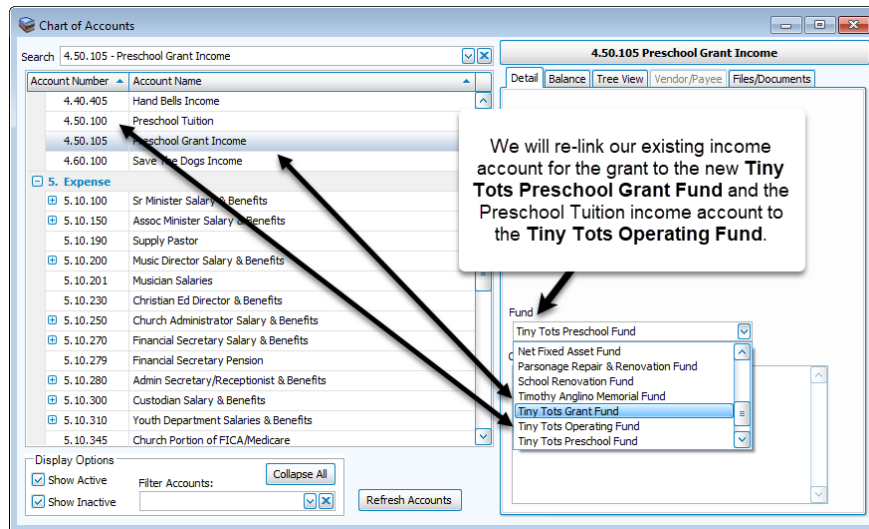 Chart of Accounts
Search 4.50.105 - Preschool Grant Income
Account Number Account Name
4.40.405 Hand Bells Income
4.50.100 Preschool Tuition
4.50.105 Preschool Grant Income
4.60.100 Save The Dogs Income
5. Expense
5.10.100 Sr Minister Salary & Benefits
5.10.150 Assoc Minister Salary & Benefits
5.10.190 Supply Pastor
5.10.200 Music Director Salary & Benefits
5.10.201 Musician Salaries
5.10.230 Christian Ed Director & Benefits
5.10.250 Church Administrator Salary & Benefits
5.10.270 Financial Secretary Salary & Benefits
5.10.279 Financial Secretary Pension
5.10.280 Admin Secretary/Receptionist & Benefits
5.10.300 Custodian Salary & Benefits
5.10.310 Youth Department Salaries & Benefits
5.10.345 Church Portion of FICA/Medicare
Display Options
Show Active
Show Inactive
Filter Accounts:
Collapse All
Refresh Accounts
4.50.105 Preschool Grant Income
Detail Balance Tree View Vendor/Payee Files/Documents
We will re-link our existing income
account for the grant to the new Tiny
Tots Preschool Grant Fund and the
Preschool Tuition income account to
the Tiny Tots Operating Fund.
Fund
Tiny Tots Preschool Fund
Net Fixed Asset Fund
Parsonage Repair & Renovation Fund
School Renovation Fund
Timothy Anglino Memorial Fund
Tiny Tots Grant Fund
Tiny Tots Operating Fund
Tiny Tots Preschool Fund